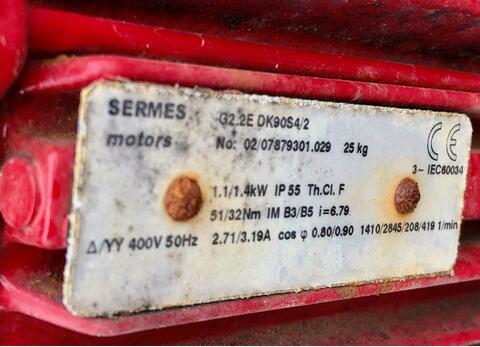 SERMES G2.2E DK90S4/2
motors No: 02/07879301.029 25 kg CE
3~ IEC60034
1.1/1.4kW IP 55 Th.Cl. F
51/32Nm IM B3/B5 i=6.79
Δ/YY 400V 50Hz 2.71/3.19A cos φ 0.80/0.90 1410/2845/208/419 1/min